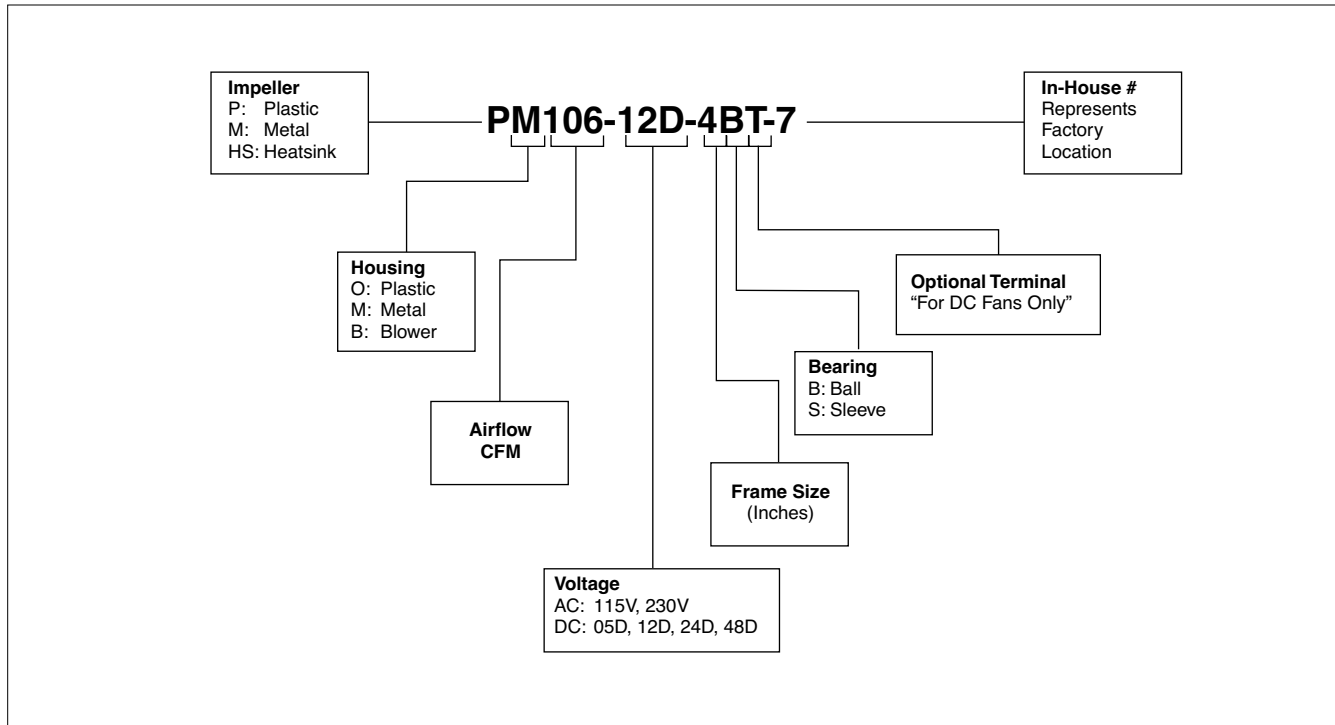 Impeller
P: Plastic
M: Metal
HS: Heatsink
PM106-12D-4BT-7
In-House #
Represents
Factory
Location
Housing
O: Plastic
M: Metal
B: Blower
Optional Terminal
“For DC Fans Only”
Bearing
B: Ball
S: Sleeve
Airflow
CFM
Frame Size
(Inches)
Voltage
AC: 115V, 230V
DC: 05D, 12D, 24D, 48D